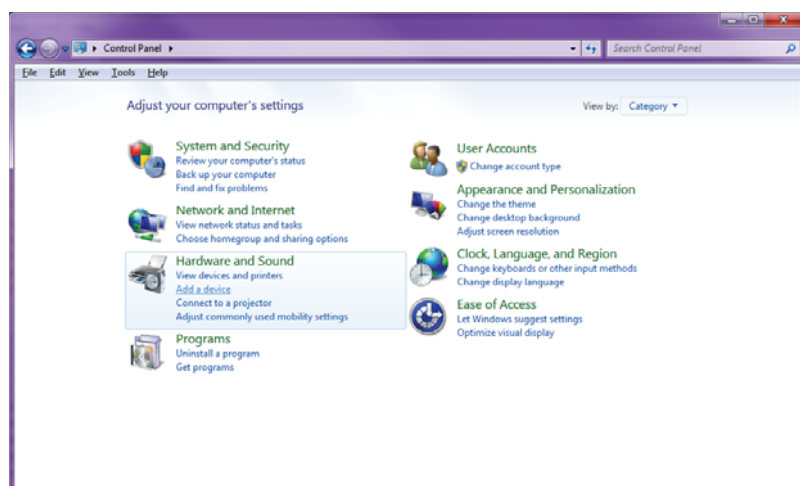 Control Panel
Search Control Panel
File Edit View Tools Help
Adjust your computer's settings
View by: Category
System and Security
Review your computer's status
Back up your computer
Find and fix problems
Network and Internet
View network status and tasks
Choose homegroup and sharing options
Hardware and Sound
View devices and printers
Add a device
Connect to a projector
Adjust commonly used mobility settings
Programs
Uninstall a program
Get programs
User Accounts
Change account type
Appearance and Personalization
Change the theme
Change desktop background
Adjust screen resolution
Clock, Language, and Region
Change keyboards or other input methods
Change display language
Ease of Access
Let Windows suggest settings
Optimize visual display